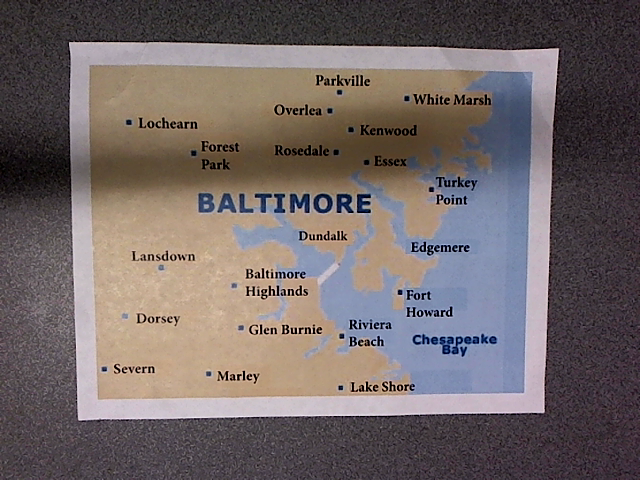 Parkville
White Marsh
Overlea
Lochearn
Kenwood
Forest
Park
Rosedale
Essex
Turkey
Point
BALTIMORE
Dundalk
Edgemere
Lansdown
Baltimore
Highlands
Fort
Howard
Dorsey
Glen Burnie
Riviera
Beach
Chesapeake
Bay
Severn
Marley
Lake Shore